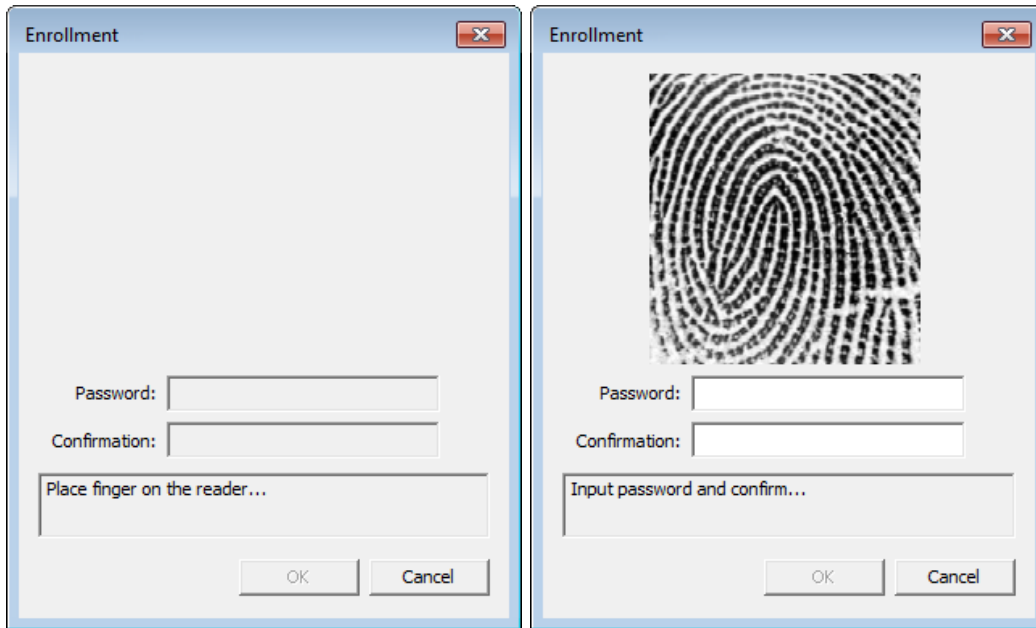 Enrollment
Password:
Confirmation:
Place finger on the reader...
OK Cancel
Enrollment
Password:
Confirmation:
Input password and confirm...
OK Cancel